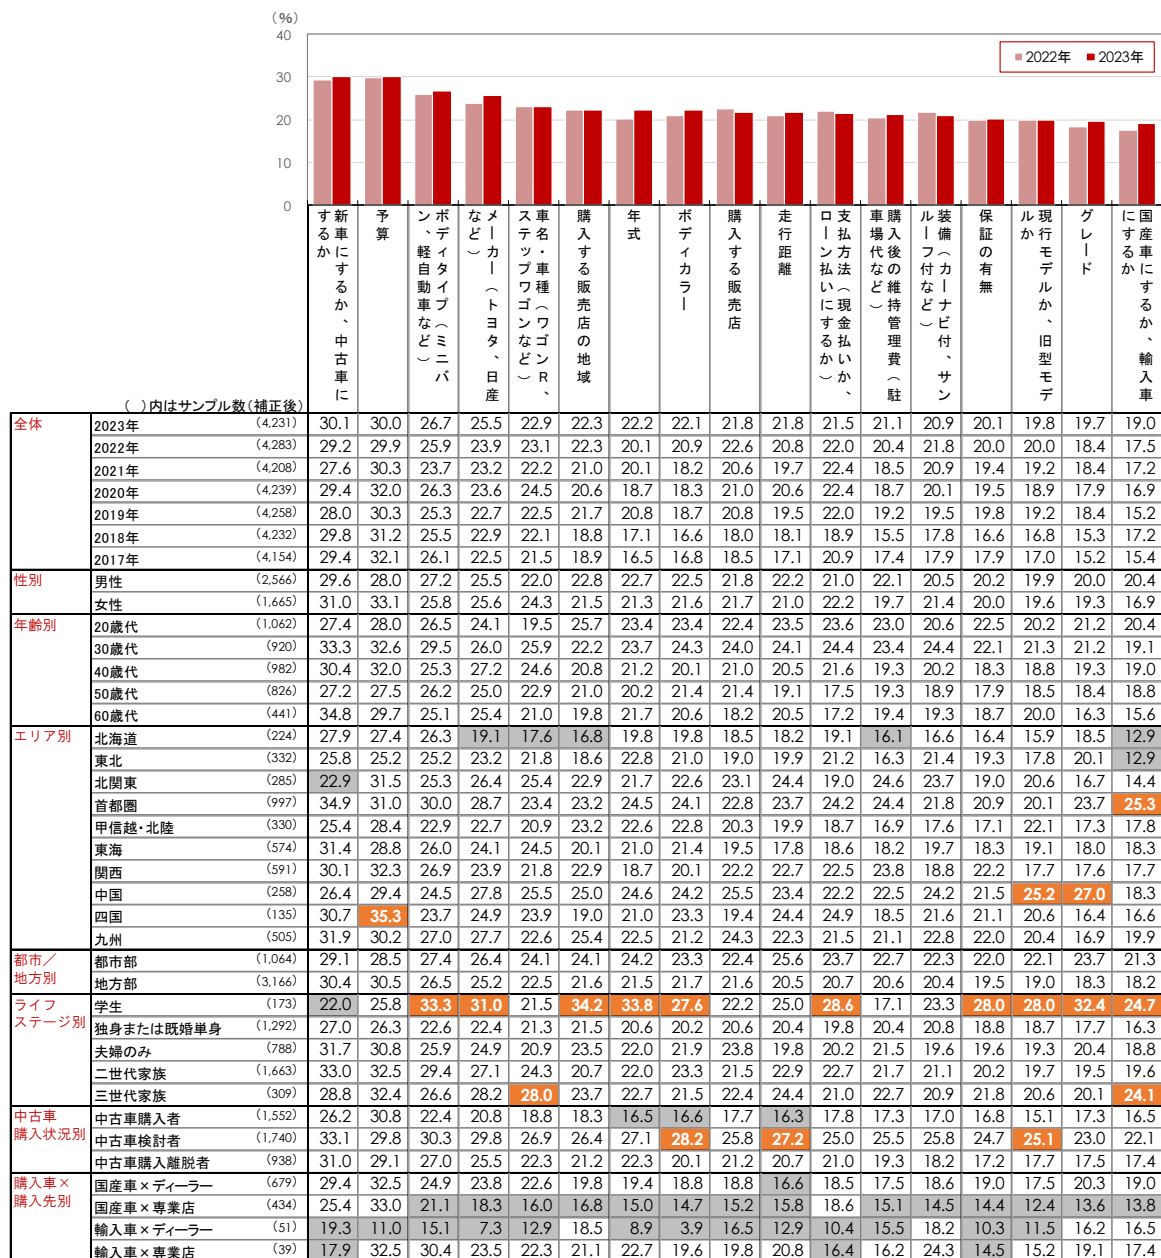 (%)
40
30
20
10
0
2022年 2023年
新車にするか、中古車に
するか
予算
ボディタイプ（ミニバ
ン、軽自動車など）
メーカー（トヨタ、日産
など）
車名・車種（ワゴンR、
ステップワゴンなど）
購入する販売店の地域
年式
ボディカラー
購入する販売店
走行距離
支払方法（現金払いか、
ローン払いにするか）
購入後の維持管理費（駐
車場代など）
装備（カーナビ付、サン
ルーフ付など）
保証の有無
現行モデルか、旧型モデ
ルか
グレード
国産車にするか、輸入車
にするか
（ ）内はサンプル数(補正後)
全体 2023年 (4,231) 30.1 30.0 26.7 25.5 22.9 22.3 22.2 22.1 21.8 21.8 21.5 21.1 20.9 20.1 19.8 19.7 19.0
2022年 (4,283) 29.2 29.9 25.9 23.9 23.1 22.3 20.1 20.9 22.6 20.8 22.0 20.4 21.8 20.0 20.0 18.4 17.5
2021年 (4,208) 27.6 30.3 23.7 23.2 22.2 21.0 20.1 18.2 20.6 19.7 22.4 18.5 20.9 19.4 19.2 18.4 17.2
2020年 (4,239) 29.4 32.0 26.3 23.6 24.5 20.6 18.7 18.3 21.0 20.6 22.4 18.7 20.1 19.5 18.9 17.9 16.9
2019年 (4,258) 28.0 30.3 25.3 22.7 22.5 21.7 20.8 18.7 20.8 19.5 22.0 19.2 19.5 19.8 19.2 18.4 15.2
2018年 (4,232) 29.8 31.2 25.5 22.9 22.1 18.8 17.1 16.6 18.0 18.1 18.9 15.5 17.8 16.6 16.8 15.3 17.2
2017年 (4,154) 29.4 32.1 26.1 22.5 21.5 18.9 16.5 16.8 18.5 17.1 20.9 17.4 17.9 17.9 17.0 15.2 15.4
性別 男性 (2,566) 29.6 28.0 27.2 25.5 22.0 22.8 22.7 22.5 21.8 22.2 21.0 22.1 20.5 20.2 19.9 20.0 20.4
女性 (1,665) 31.0 33.1 25.8 25.6 24.3 21.5 21.3 21.6 21.7 21.0 22.2 19.7 21.4 20.0 19.6 19.3 16.9
年齢別 20歳代 (1,062) 27.4 28.0 26.5 24.1 19.5 25.7 23.4 23.4 22.4 23.5 23.6 23.0 20.6 22.5 20.2 21.2 20.4
30歳代 (920) 33.3 32.6 29.5 26.0 25.9 22.2 23.7 24.3 24.0 24.1 24.4 23.4 24.4 22.1 21.3 21.2 19.1
40歳代 (982) 30.4 32.0 25.3 27.2 24.6 20.8 21.2 20.1 21.0 20.5 21.6 19.3 20.2 18.3 18.8 19.3 19.0
50歳代 (826) 27.2 27.5 26.2 25.0 22.9 21.0 20.2 21.4 21.4 19.1 17.5 19.3 18.9 17.9 18.5 18.4 18.8
60歳代 (441) 34.8 29.7 25.1 25.4 21.0 19.8 21.7 20.6 18.2 20.5 17.2 19.4 19.3 18.7 20.0 16.3 15.6
エリア別 北海道 (224) 27.9 27.4 26.3 19.1 17.6 16.8 19.8 19.8 18.5 18.2 19.1 16.1 16.6 16.4 15.9 18.5 12.9
東北 (332) 25.8 25.2 25.2 23.2 21.8 18.6 22.8 21.0 19.0 19.9 21.2 16.3 21.4 19.3 17.8 20.1 12.9
北関東 (285) 22.9 31.5 25.3 26.4 25.4 22.9 21.7 22.6 23.1 24.4 19.0 24.6 23.7 19.0 20.6 16.7 14.4
首都圏 (997) 34.9 31.0 30.0 28.7 23.4 23.2 24.5 24.1 22.8 23.7 24.2 24.4 21.8 20.9 20.1 23.7 25.3
甲信越・北陸 (330) 25.4 28.4 22.9 22.7 20.9 23.2 22.6 22.8 20.3 19.9 18.7 16.9 17.6 17.1 22.1 17.3 17.8
東海 (574) 31.4 28.8 26.0 24.1 24.5 20.1 21.0 21.4 19.5 17.8 18.6 18.2 19.7 18.3 19.1 18.0 18.3
関西 (591) 30.1 32.3 26.9 23.9 21.8 22.9 18.7 20.1 22.2 22.7 22.5 23.8 18.8 22.2 17.7 17.6 17.7
中国 (258) 26.4 29.4 24.5 27.8 25.5 25.0 24.6 24.2 25.5 23.4 22.2 22.5 24.2 21.5 25.2 27.0 18.3
四国 (135) 30.7 35.3 23.7 24.9 23.9 19.0 21.0 23.3 19.4 24.4 24.9 18.5 21.6 21.1 20.6 16.4 16.6
九州 (505) 31.9 30.2 27.0 27.7 22.6 25.4 22.5 21.2 24.3 22.3 21.5 21.1 22.8 22.0 20.4 16.9 19.9
都市／
地方別 都市部 (1,064) 29.1 28.5 27.4 26.4 24.1 24.1 24.2 23.3 22.4 25.6 23.7 22.7 22.3 22.0 22.1 23.7 21.3
地方部 (3,166) 30.4 30.5 26.5 25.2 22.5 21.6 21.5 21.7 21.6 20.5 20.7 20.6 20.4 19.5 19.0 18.3 18.2
ライフ
ステージ別 学生 (173) 22.0 25.8 33.3 31.0 21.5 34.2 33.8 27.6 22.2 25.0 28.6 17.1 23.3 28.0 28.0 32.4 24.7
独身または既婚単身 (1,292) 27.0 26.3 22.6 22.4 21.3 21.5 20.6 20.2 20.6 20.4 19.8 20.4 20.8 18.8 18.7 17.7 16.3
夫婦のみ (788) 31.7 30.8 25.9 24.9 20.9 23.5 22.0 21.9 23.8 19.8 20.2 21.5 19.6 19.6 19.3 20.4 18.8
二世代家族 (1,663) 33.0 32.5 29.4 27.1 24.3 20.7 22.0 23.3 21.5 22.9 22.7 21.7 21.1 20.2 19.7 19.5 19.6
三世代家族 (309) 28.8 32.4 26.6 28.2 28.0 23.7 22.7 21.5 22.4 24.4 21.0 22.7 20.9 21.8 20.6 20.1 24.1
中古車
購入状況別 中古車購入者 (1,552) 26.2 30.8 22.4 20.8 18.8 18.3 16.5 16.6 17.7 16.3 17.8 17.3 17.0 16.8 15.1 17.3 16.5
中古車検討者 (1,740) 33.1 29.8 30.3 29.8 26.9 26.4 27.1 28.2 25.8 27.2 25.0 25.5 25.8 24.7 25.1 23.0 22.1
中古車購入離脱者 (938) 31.0 29.1 27.0 25.5 22.3 21.2 22.3 20.1 21.2 20.7 21.0 19.3 18.2 17.2 17.7 17.5 17.4
購入車×
購入先別 国産車×ディーラー (679) 29.4 32.5 24.9 23.8 22.6 19.8 19.4 18.8 18.8 16.6 18.5 17.5 18.6 19.0 17.5 20.3 19.0
国産車×専業店 (434) 25.4 33.0 21.1 18.3 16.0 16.8 15.0 14.7 15.2 15.8 18.6 15.1 14.5 14.4 12.4 13.6 13.8
輸入車×ディーラー (51) 19.3 11.0 15.1 7.3 12.9 18.5 8.9 3.9 16.5 12.9 10.4 15.5 18.2 10.3 11.5 16.2 16.5
輸入車×専業店 (39) 17.9 32.5 30.4 23.5 22.3 21.1 22.7 19.6 19.8 20.8 16.4 16.2 24.3 14.5 15.2 19.1 17.4